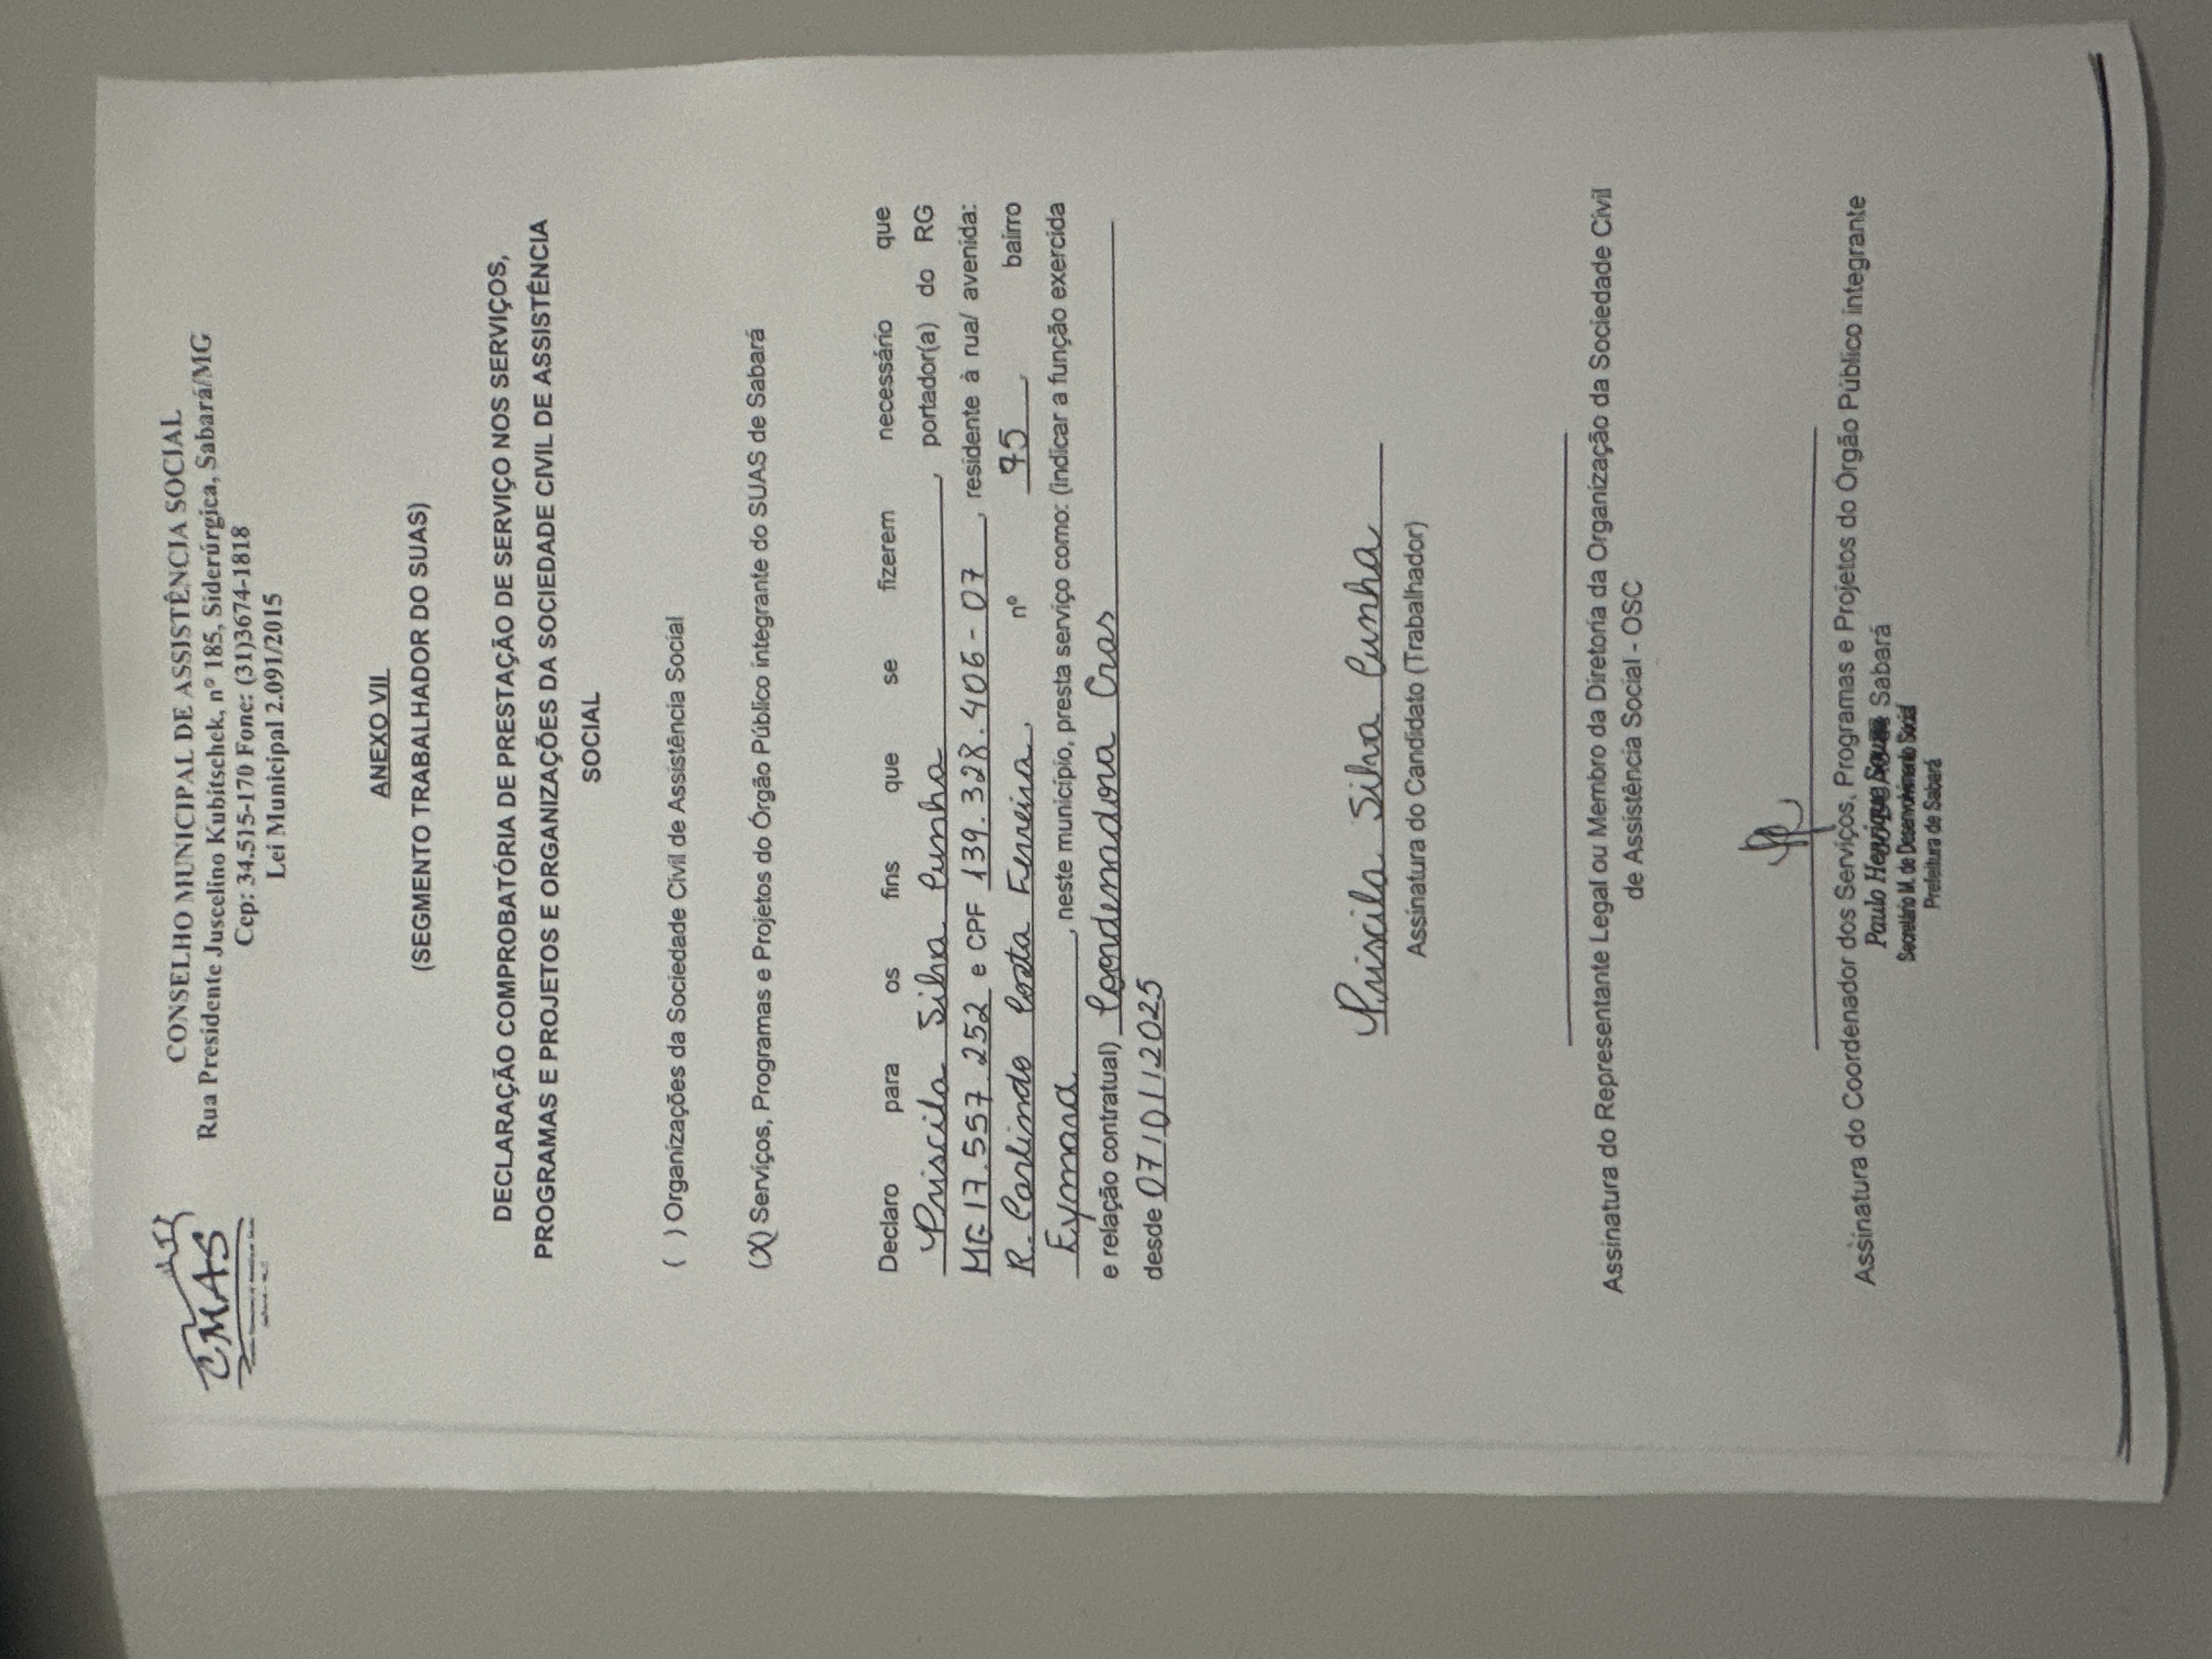 CMAS
CONSELHO MUNICIPAL DE ASSISTÊNCIA SOCIAL
Rua Presidente Juscelino Kubitschek, nº 185, Siderúrgica, Sabará/MG
Cep: 34.515-170 Fone: (31)3674-1818
Lei Municipal 2.091/2015
ANEXO VII
(SEGMENTO TRABALHADOR DO SUAS)
DECLARAÇÃO COMPROBATÓRIA DE PRESTAÇÃO DE SERVIÇO NOS SERVIÇOS,
PROGRAMAS E PROJETOS E ORGANIZAÇÕES DA SOCIEDADE CIVIL DE ASSISTÊNCIA
SOCIAL
( ) Organizações da Sociedade Civil de Assistência Social
(X) Serviços, Programas e Projetos do Órgão Público integrante do SUAS de Sabará
Declaro para os fins que se fizerem necessário que
Priscila Silva Cunha, portador(a) do RG
MG 17.557.252 e CPF 139.328.406-07, residente à rua/ avenida:
R. Carlindo Costa Ferreira, nº 75, bairro
Eymard, neste município, presta serviço como: (indicar a função exercida
e relação contratual) Coordenadora Cras
desde 07/01/2025
Priscila Silva Cunha
Assinatura do Candidato (Trabalhador)
Assinatura do Representante Legal ou Membro da Diretoria da Organização da Sociedade Civil
de Assistência Social - OSC
Assinatura do Coordenador dos Serviços, Programas e Projetos do Órgão Público integrante
do SUAS de Sabará
Paulo Henrique Souza
Secretário M. de Desenvolvimento Social
Prefeitura de Sabará